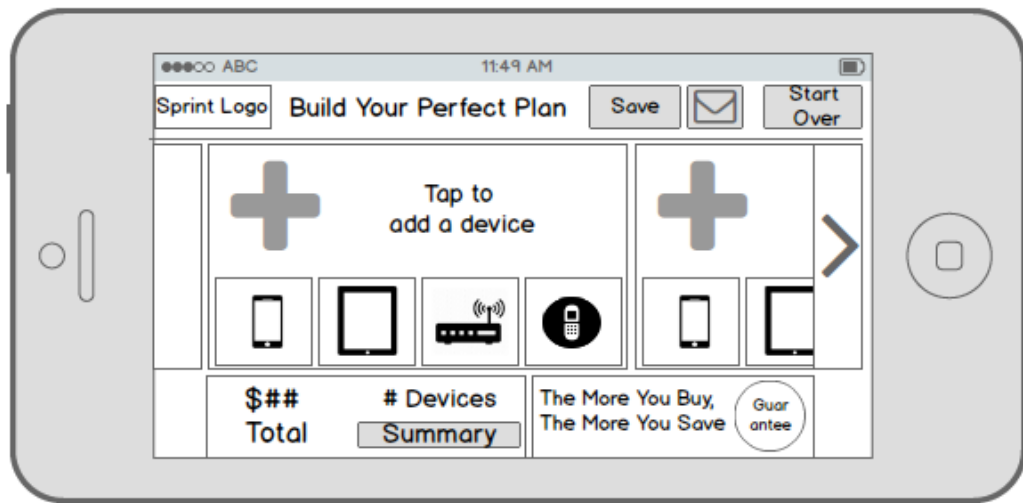 ABC
11:49 AM
Sprint Logo
Build Your Perfect Plan
Save
Start
Over
Tap to
add a device
$##
Total
# Devices
Summary
The More You Buy,
The More You Save
Guar
antee